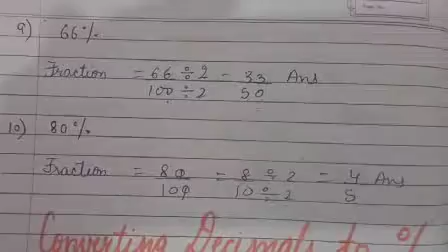 9) 66%
Fraction = 66 ÷ 2 / 100 ÷ 2 = 33 / 50 Ans
10) 80%
Fraction = 80 / 100 = 8 ÷ 2 / 10 ÷ 2 = 4 / 5 Ans
Converting Decimals to %